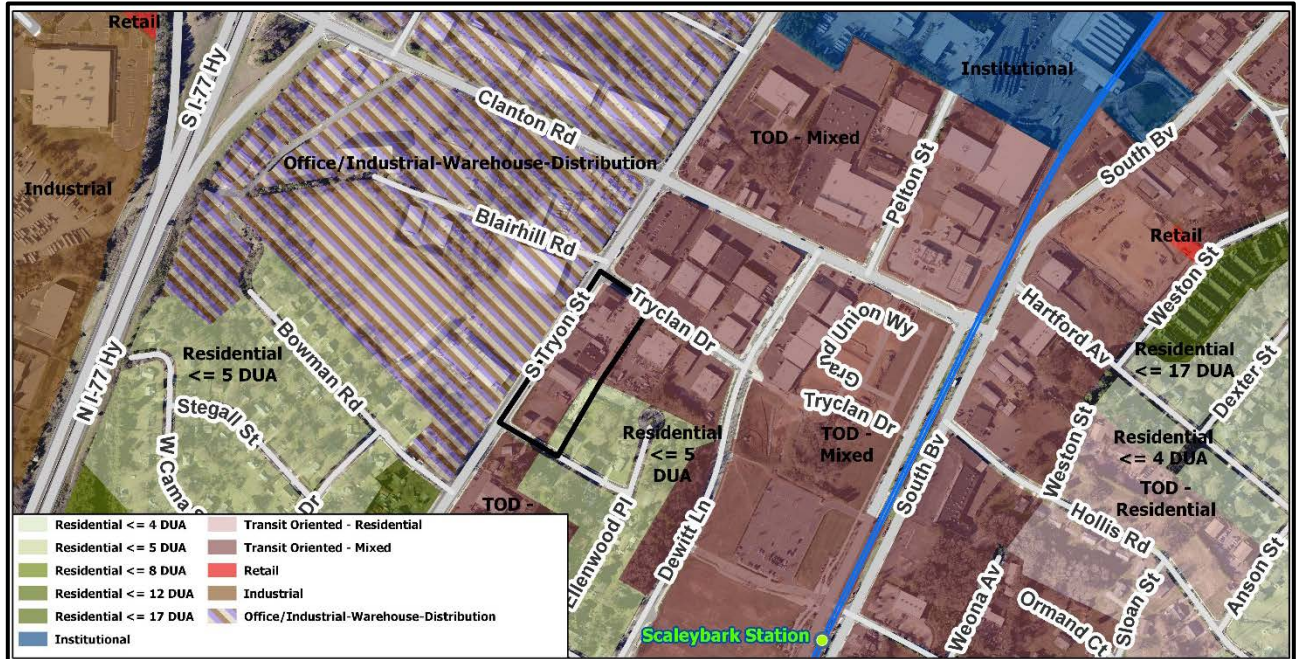 Retail
S I-77 Hy
Clanton Rd
Institutional
TOD - Mixed
Pelton St
South Bv
Office/Industrial-Warehouse-Distribution
Industrial
Blairhill Rd
Retail
Weston St
Hartford Av
Tryclan Dr
Grand Union Wy
S Tryon St
Bowman Rd
Residential
<= 5 DUA
N I-77 Hy
Stegall St
W Cama S
Dr
Residential
<= 5
DUA
Tryclan Dr
TOD -
Mixed
South Bv
Residential
<= 17 DUA
Dexter St
Weston St
Residential
<= 4 DUA
TOD -
Residential
TOD -
Ellenwood Pl
Dewitt Ln
Hollis Rd
Anson St
Sloan St
Weona Av
Ormand Ct
Scaleybark Station
Residential <= 4 DUA
Residential <= 5 DUA
Residential <= 8 DUA
Residential <= 12 DUA
Residential <= 17 DUA
Institutional
Transit Oriented - Residential
Transit Oriented - Mixed
Retail
Industrial
Office/Industrial-Warehouse-Distribution